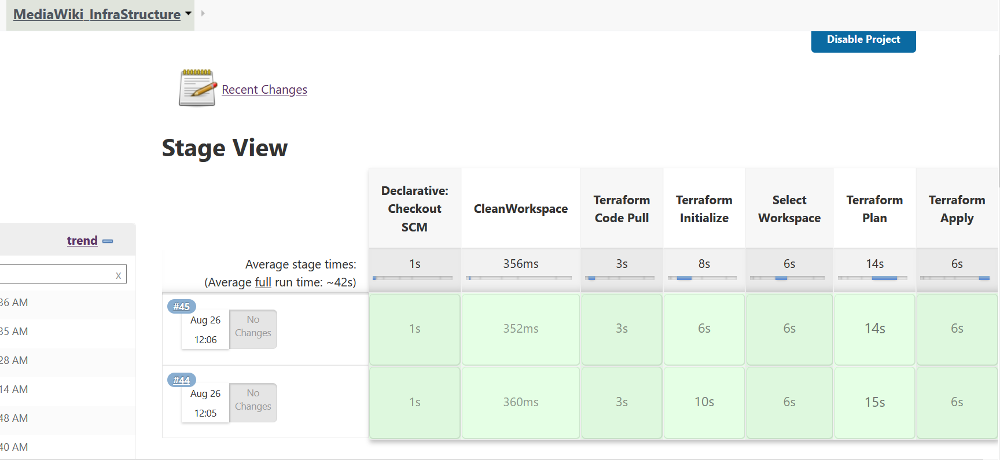 MediaWiki_InfraStructure
Disable Project
Recent Changes
Stage View
Declarative:
Checkout
SCM
CleanWorkspace
Terraform
Code Pull
Terraform
Initialize
Select
Workspace
Terraform
Plan
Terraform
Apply
trend
x
Average stage times:
(Average full run time: ~42s)
1s
356ms
3s
8s
6s
14s
6s
36 AM
35 AM
28 AM
14 AM
48 AM
40 AM
#45
Aug 26
12:06
No
Changes
1s
352ms
3s
6s
6s
14s
6s
#44
Aug 26
12:05
No
Changes
1s
360ms
3s
10s
6s
15s
6s